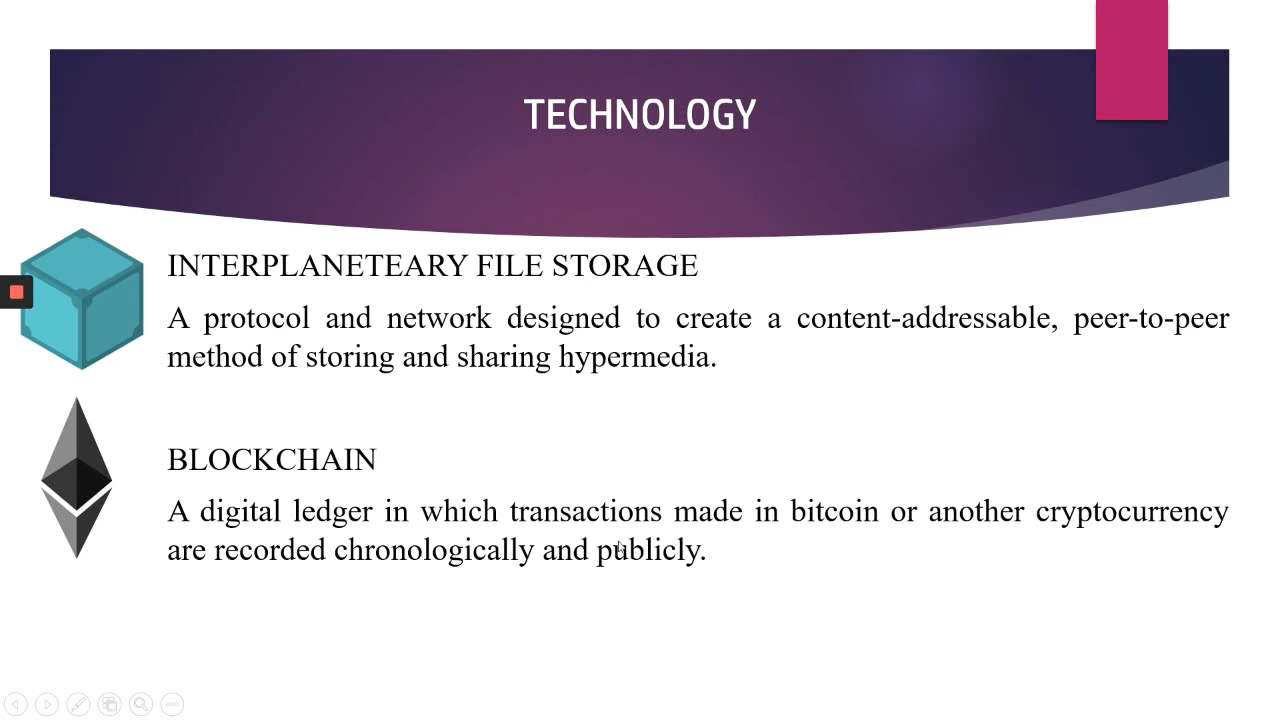 TECHNOLOGY
INTERPLANETEARY FILE STORAGE
A protocol and network designed to create a content-addressable, peer-to-peer
method of storing and sharing hypermedia.
BLOCKCHAIN
A digital ledger in which transactions made in bitcoin or another cryptocurrency
are recorded chronologically and publicly.